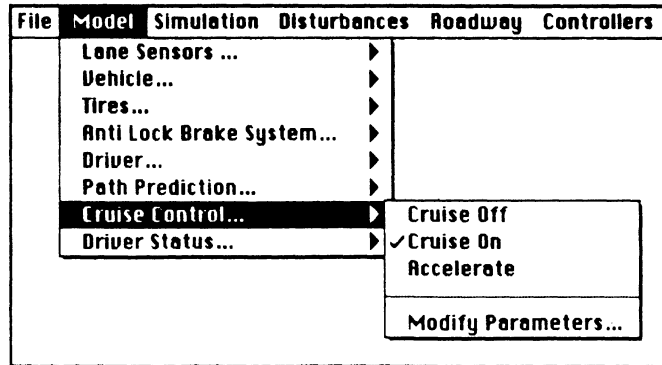 File Model Simulation Disturbances Roadway Controllers
Lane Sensors ...
Vehicle...
Tires...
Anti Lock Brake System...
Driver...
Path Prediction...
Cruise Control...
Driver Status...
Cruise Off
✓Cruise On
Accelerate
Modify Parameters...